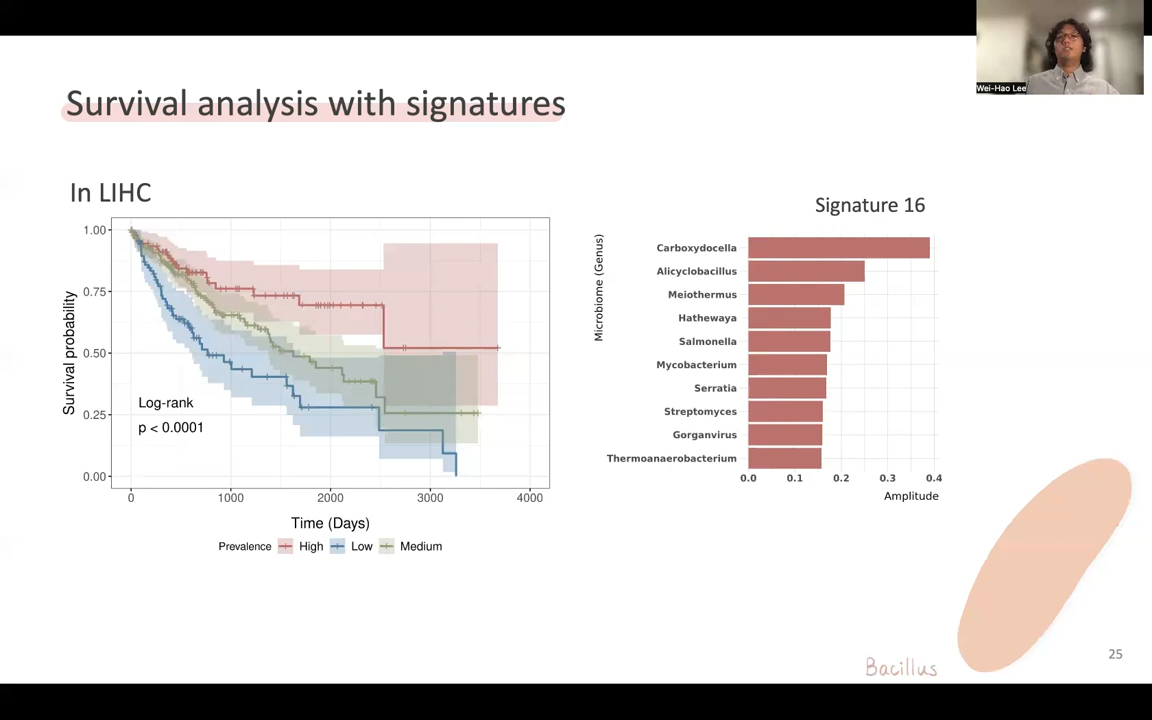 Wei-Hao Lee
Survival analysis with signatures
In LIHC
Survival probability
1.00
0.75
0.50
0.25
0.00
Log-rank
p < 0.0001
0 1000 2000 3000 4000
Time (Days)
Prevalence High Low Medium
Signature 16
Microbiome (Genus)
Carboxydocella
Alicyclobacillus
Meiothermus
Hathewaya
Salmonella
Mycobacterium
Serratia
Streptomyces
Gorganvirus
Thermoanaerobacterium
0.0 0.1 0.2 0.3 0.4
Amplitude
Bacillus
25